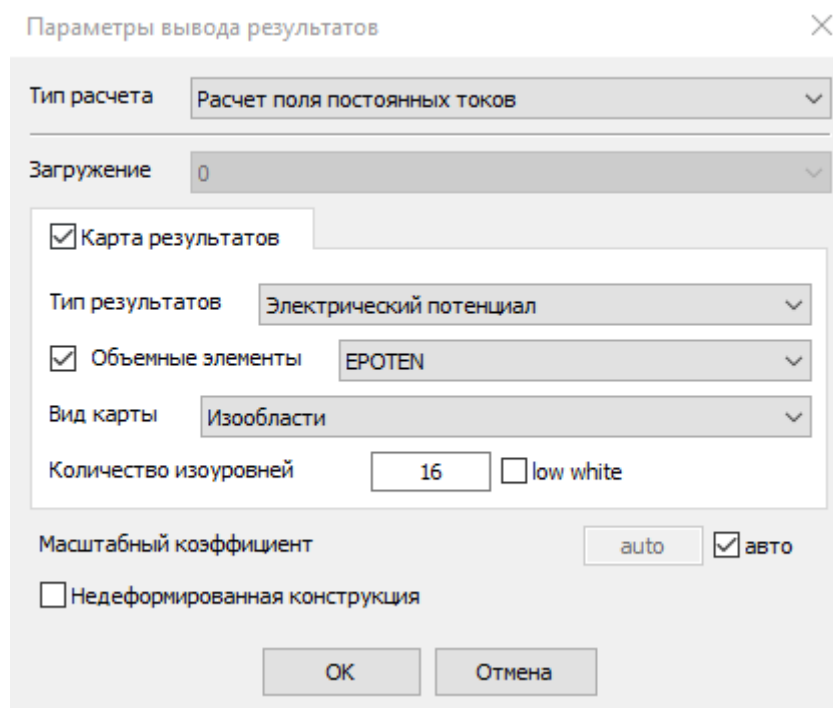 Параметры вывода результатов
Тип расчета Расчет поля постоянных токов
Загружение 0
Карта результатов
Тип результатов Электрический потенциал
Объемные элементы EPOTEN
Вид карты Изообласти
Количество изоуровней 16 low white
Масштабный коэффициент auto авто
Недеформированная конструкция
OK Отмена